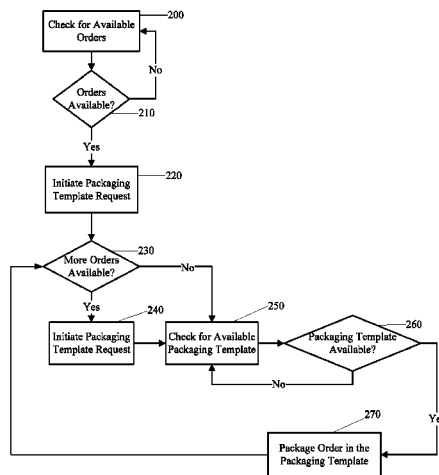 200
Check for Available
Orders
No
Orders
Available?
210
Yes
220
Initiate Packaging
Template Request
230
More Orders
Available?
No
Yes
240
Initiate Packaging
Template Request
250
Check for Available
Packaging Template
260
Packaging Template
Available?
No
Ye
270
Package Order in the
Packaging Template